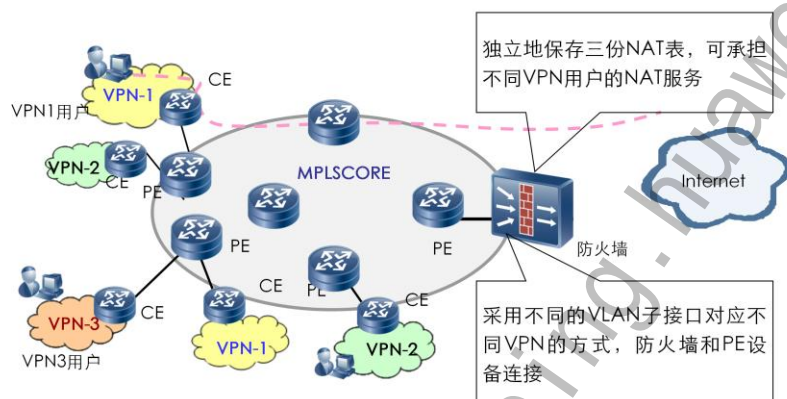 独立地保存三份NAT表，可承担
不同VPN用户的NAT服务
CE
VPN-1
VPN1用户
VPN-2
CE
PE
MPLSCORE
Internet
PE
防火墙
PE
CE
PE
CE
VPN-3
CE
VPN-1
VPN-2
VPN3用户
采用不同的VLAN子接口对应不
同VPN的方式，防火墙和PE设
备连接
ning.huawe